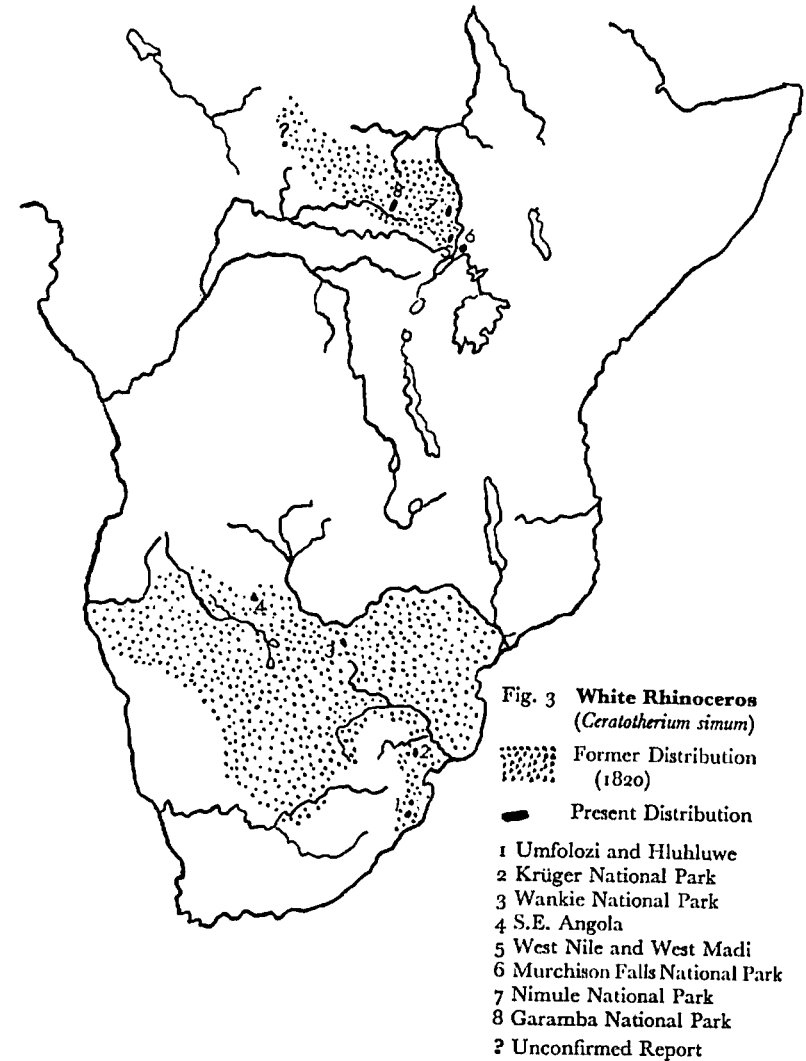 ?
8
7
6
5
4
3
2
1
Fig. 3 White Rhinoceros
(Ceratotherium simum)
Former Distribution
(1820)
Present Distribution
1 Umfolozi and Hluhluwe
2 Krüger National Park
3 Wankie National Park
4 S.E. Angola
5 West Nile and West Madi
6 Murchison Falls National Park
7 Nimule National Park
8 Garamba National Park
? Unconfirmed Report